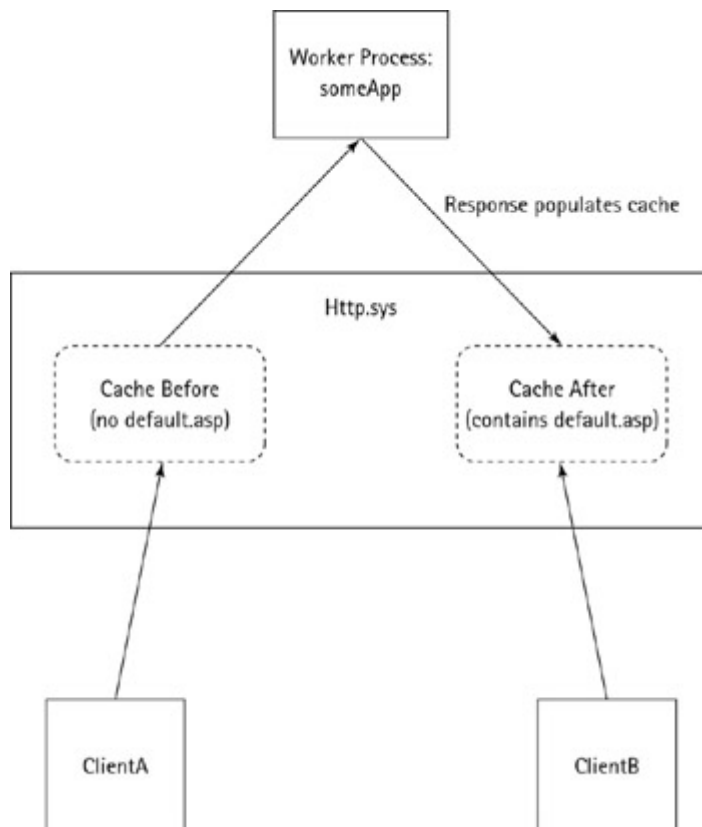 Worker Process:
someApp
Response populates cache
Http.sys
Cache Before
(no default.asp)
Cache After
(contains default.asp)
ClientA
ClientB